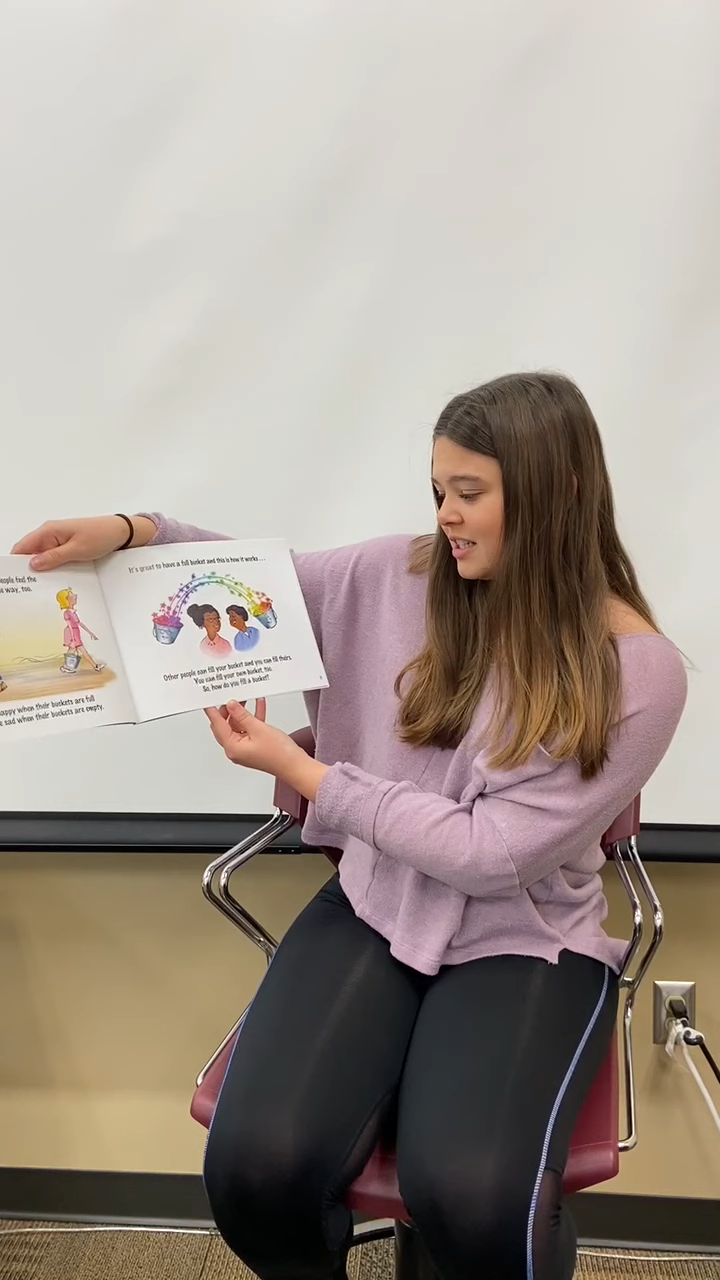 eople feel the
e way, too.
appy when their buckets are full
e sad when their buckets are empty.
It's great to have a full bucket and this is how it works...
Other people can fill your bucket and you can fill theirs.
You can fill your own bucket, too.
So, how do you fill a bucket?